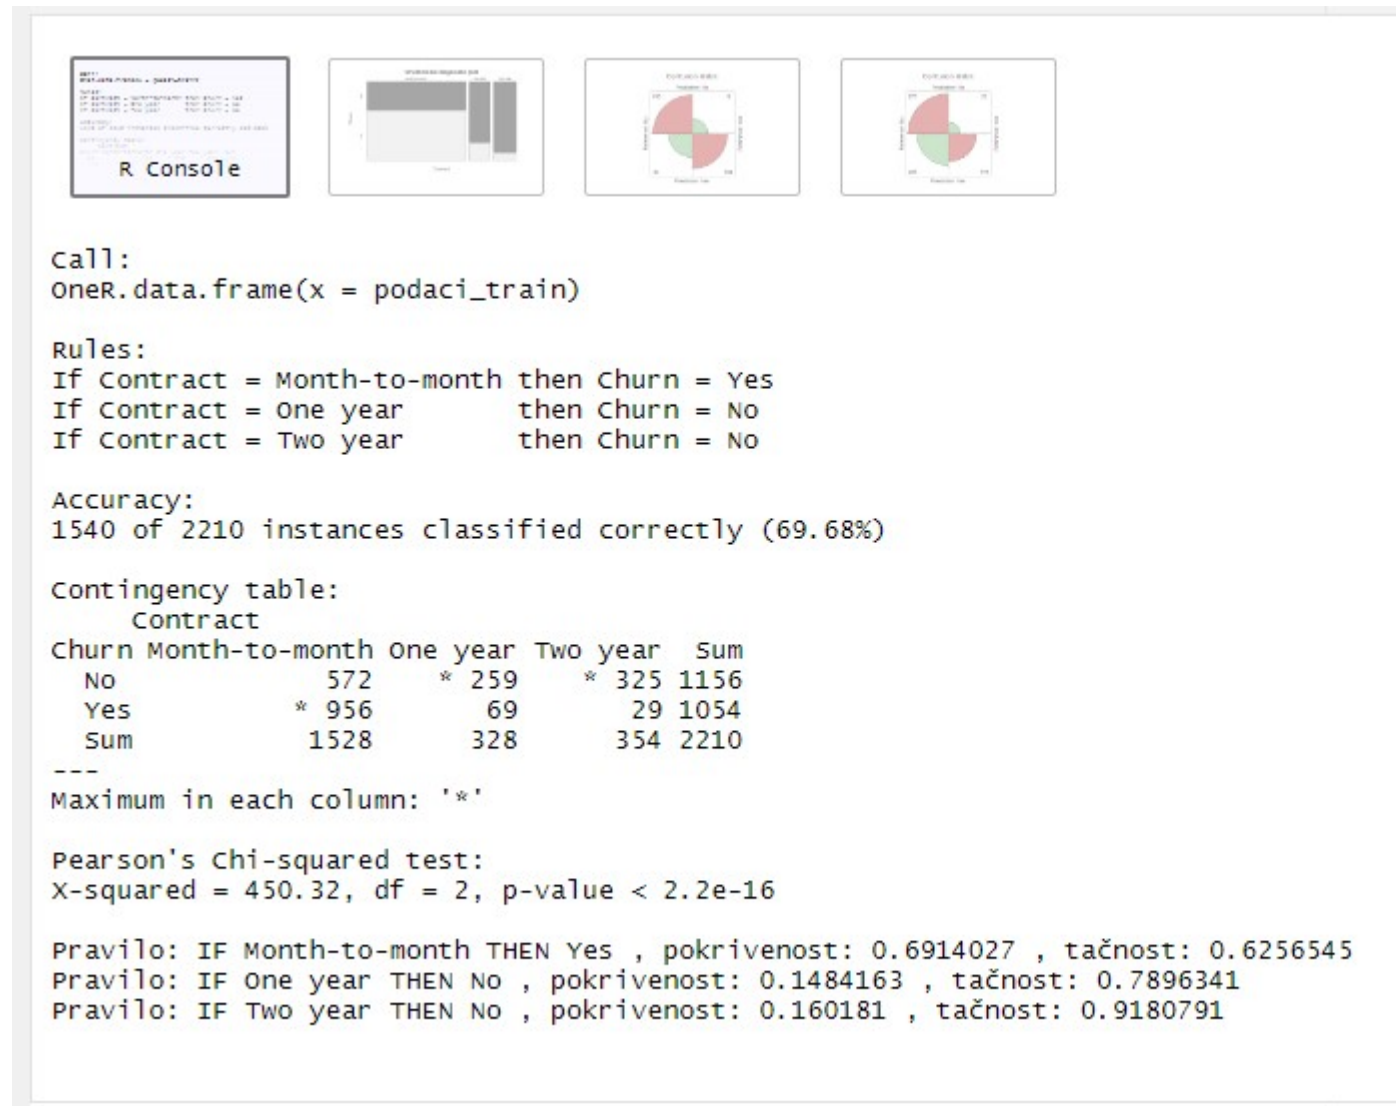 R Console
Call:
OneR.data.frame(x = podaci_train)
Rules:
If Contract = Month-to-month then Churn = Yes
If Contract = One year       then Churn = No
If Contract = Two year       then Churn = No
Accuracy:
1540 of 2210 instances classified correctly (69.68%)
Contingency table:
     Contract
Churn Month-to-month One year Two year  Sum
  No             572    * 259    * 325 1156
  Yes          * 956       69       29 1054
  Sum           1528      328      354 2210
---
Maximum in each column: '*'
Pearson's Chi-squared test:
X-squared = 450.32, df = 2, p-value < 2.2e-16
Pravilo: IF Month-to-month THEN Yes , pokrivenost: 0.6914027 , tačnost: 0.6256545
Pravilo: IF One year THEN No , pokrivenost: 0.1484163 , tačnost: 0.7896341
Pravilo: IF Two year THEN No , pokrivenost: 0.160181 , tačnost: 0.9180791